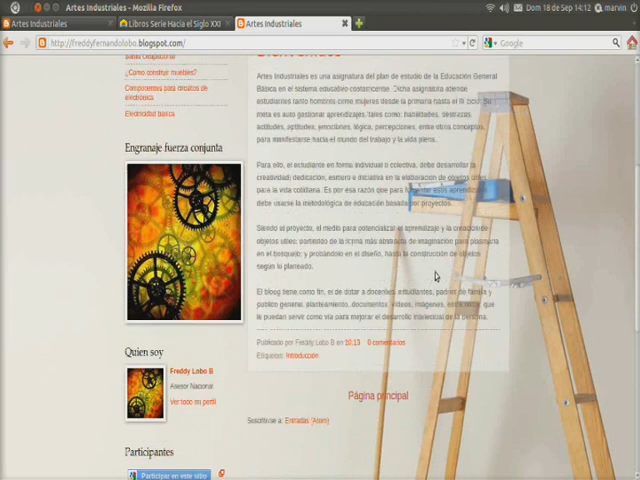 Artes Industriales - Mozilla Firefox
Dom 18 de Sep 14:12 marvin
Artes Industriales
Libros Serie Hacia el Siglo XXI
Artes Industriales
http://freddyfernandolobo.blogspot.com/
Google
¿Como construir muebles?
Componentes para circuitos de
electrónica
Electricidad básica
Engranaje fuerza conjunta
Quien soy
Freddy Lobo B
Asesor Nacional
Ver todo mi perfil
Participantes
Participar en este sitio
Artes Industriales es una asignatura del plan de estudio de la Educación General
Básica en el sistema educativo costarricense. Dicha asignatura atiende
estudiantes tanto hombres como mujeres desde la primaria hasta el III ciclo. Su
meta es auto gestionar aprendizajes tales como: habilidades, destrezas,
actitudes, aptitudes, emociones, lógica, percepciones, entre otros conceptos,
para manifestarse hacia el mundo del trabajo y la vida plena.
Para ello, el estudiante en forma individual o colectiva, debe desarrollar la
creatividad, dedicación, esmero e iniciativa en la elaboración de objetos útiles
para la vida cotidiana. Es por esa razón que para fomentar esos aprendizajes
debe usarse la metodología de educación basada por proyectos.
Siendo el proyecto, el medio para potencializar el aprendizaje y la creación de
objetos utiles; partiendo de la forma más abstracta de imaginación para plasmarla
en el bosquejo; y probándolo en el diseño, hasta la construcción de objetos
según lo planeado.
El bloog tiene como fin, el de dotar a docentes, estudiantes, padres de familia y
publico general, planteamiento, documentos, videos, imágenes, entre otros, que
le puedan servir como vía para mejorar el desarrollo intelectual de la persona.
Publicado por Freddy Lobo B en 10:13 0 comentarios
Etiquetas: Introducción
Página principal
Suscribirse a: Entradas (Atom)